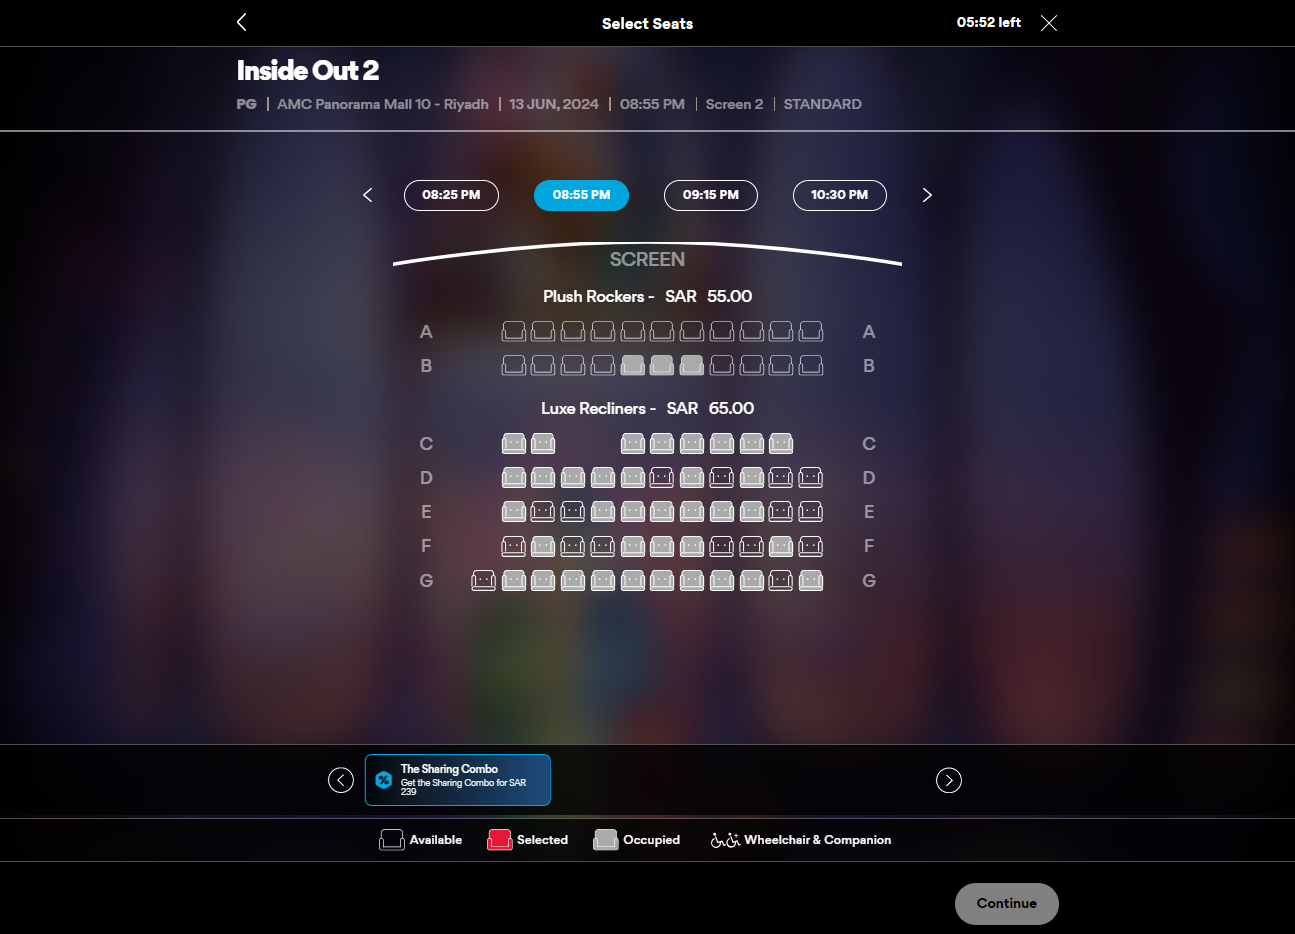 Select Seats
05:52 left
Inside Out 2
PG | AMC Panorama Mall 10 - Riyadh | 13 JUN, 2024 | 08:55 PM | Screen 2 | STANDARD
08:25 PM
08:55 PM
09:15 PM
10:30 PM
SCREEN
Plush Rockers - SAR 55.00
A A
B B
Luxe Recliners - SAR 65.00
C C
D D
E E
F F
G G
The Sharing Combo
Get the Sharing Combo for SAR
239
Available
Selected
Occupied
Wheelchair & Companion
Continue